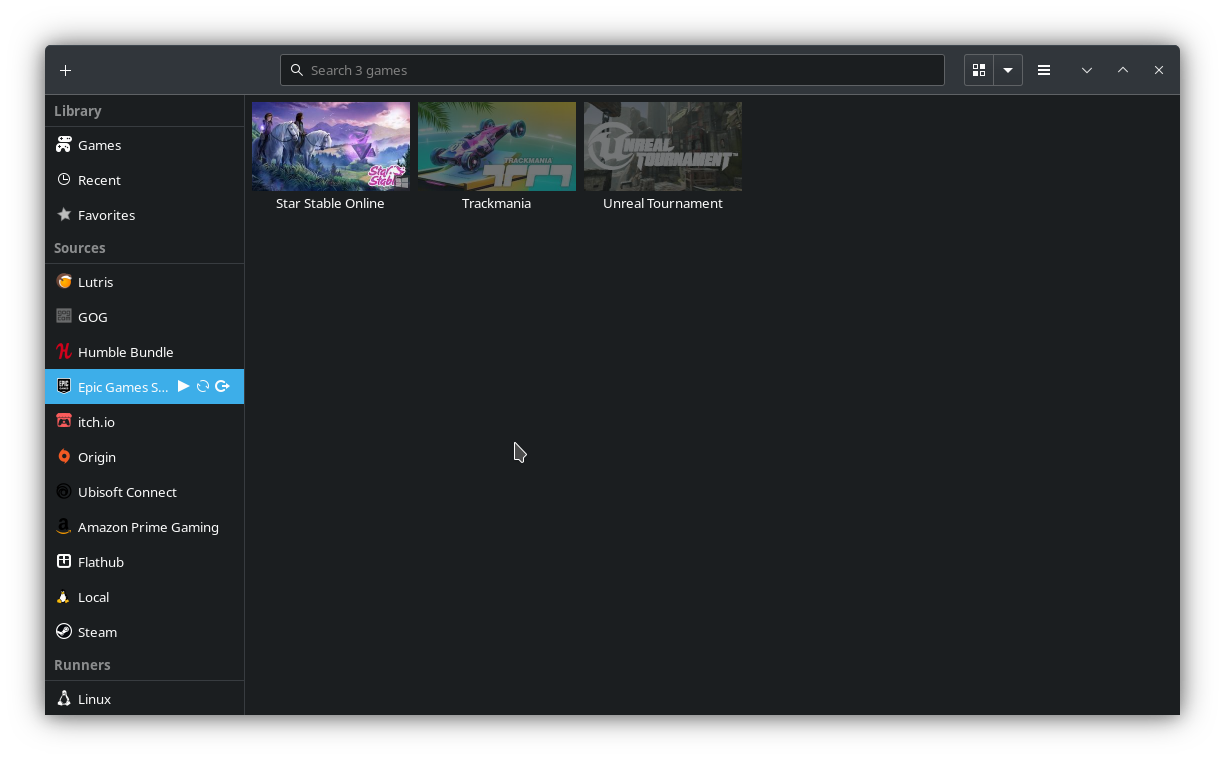 Search 3 games
Library
Games
Recent
Favorites
Sources
Lutris
GOG
Humble Bundle
Epic Games S...
itch.io
Origin
Ubisoft Connect
Amazon Prime Gaming
Flathub
Local
Steam
Runners
Linux
Star Stable
TRACKMANIA
UNREAL
TOURNAMENT
Star Stable Online
Trackmania
Unreal Tournament